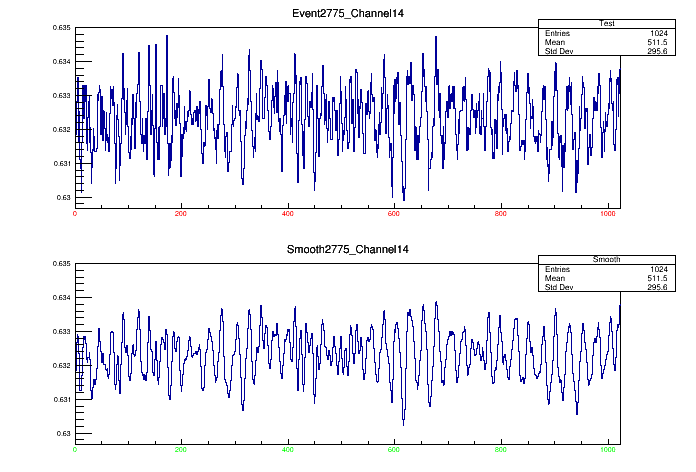 Event2775_Channel14
Test
Entries 1024
Mean 511.5
Std Dev 295.6
0.635
0.634
0.633
0.632
0.631
0.63
0 200 400 600 800 1000
Smooth2775_Channel14
Smooth
Entries 1024
Mean 511.5
Std Dev 295.6
0.635
0.634
0.633
0.632
0.631
0.63
0 200 400 600 800 1000